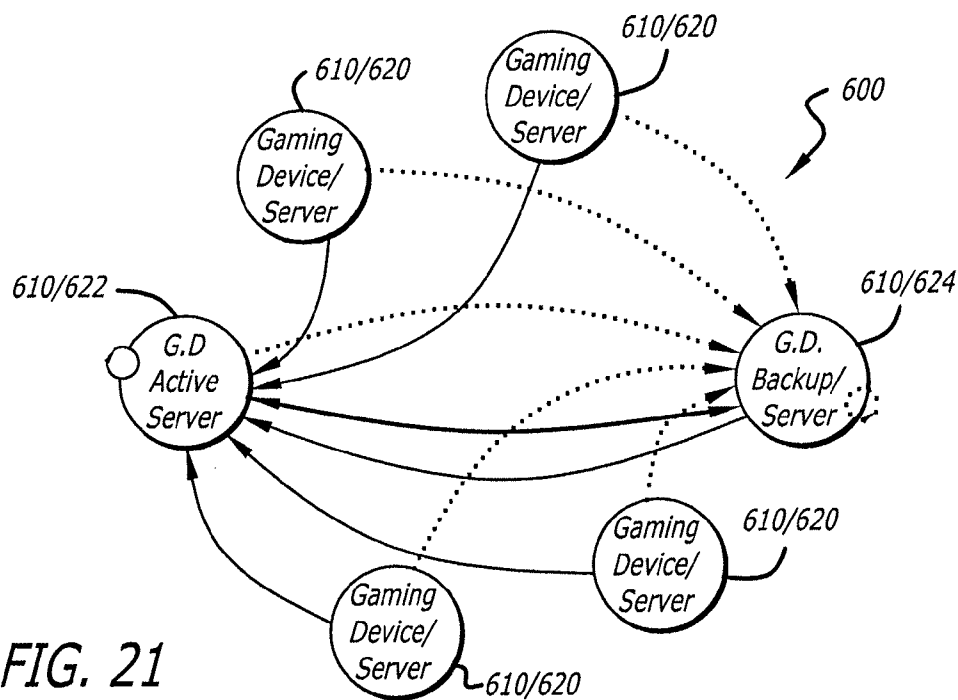 610/620
Gaming
Device/
Server
610/620
Gaming
Device/
Server
600
610/622
G.D
Active
Server
610/624
G.D.
Backup/
Server
Gaming
Device/
Server
610/620
Gaming
Device/
Server
610/620
FIG. 21